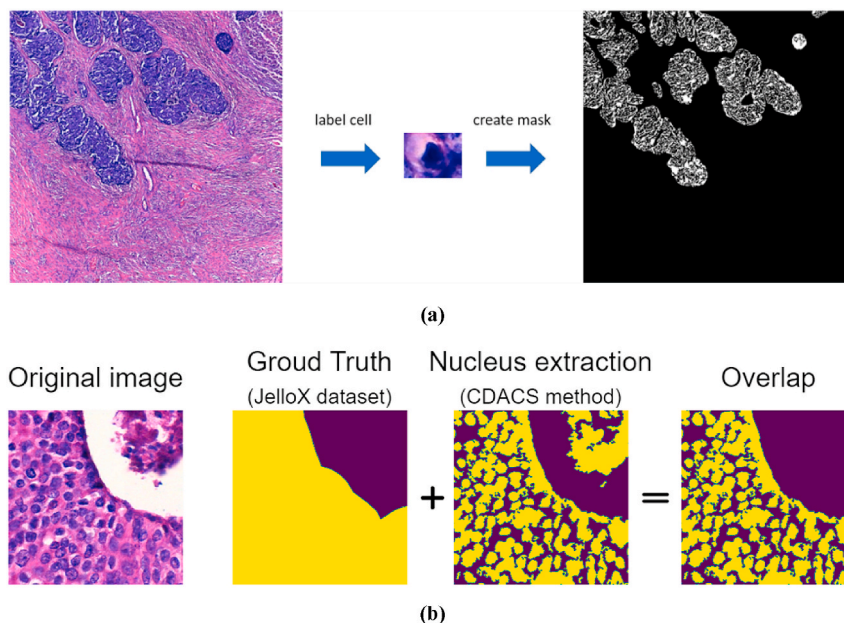 label cell
create mask
(a)
Original image
Groud Truth
(JelloX dataset)
Nucleus extraction
(CDACS method)
Overlap
+
=
(b)